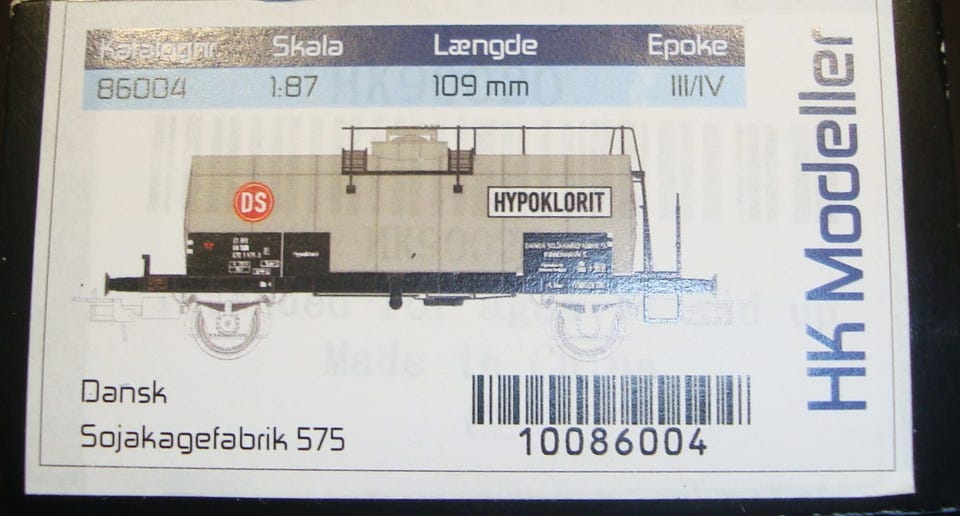 Katalognr. Skala Længde Epoke
86004 1:87 109 mm III/IV
HK Modeller
DS
HYPOKLORIT
Dansk
Sojakagefabrik 575
10086004
Made in China